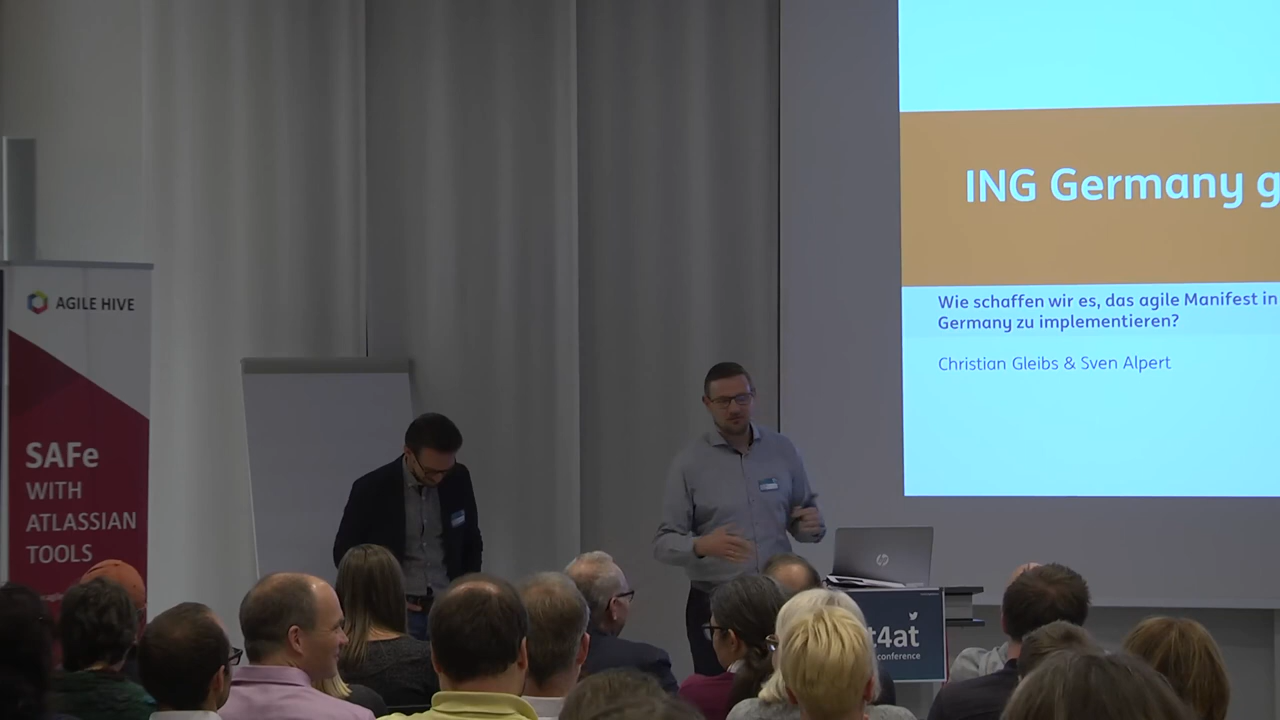 AGILE HIVE
SAFe
WITH
ATLASSIAN
TOOLS
ING Germany g
Wie schaffen wir es, das agile Manifest in
Germany zu implementieren?
Christian Gleibs & Sven Alpert
hp
t4at
conference